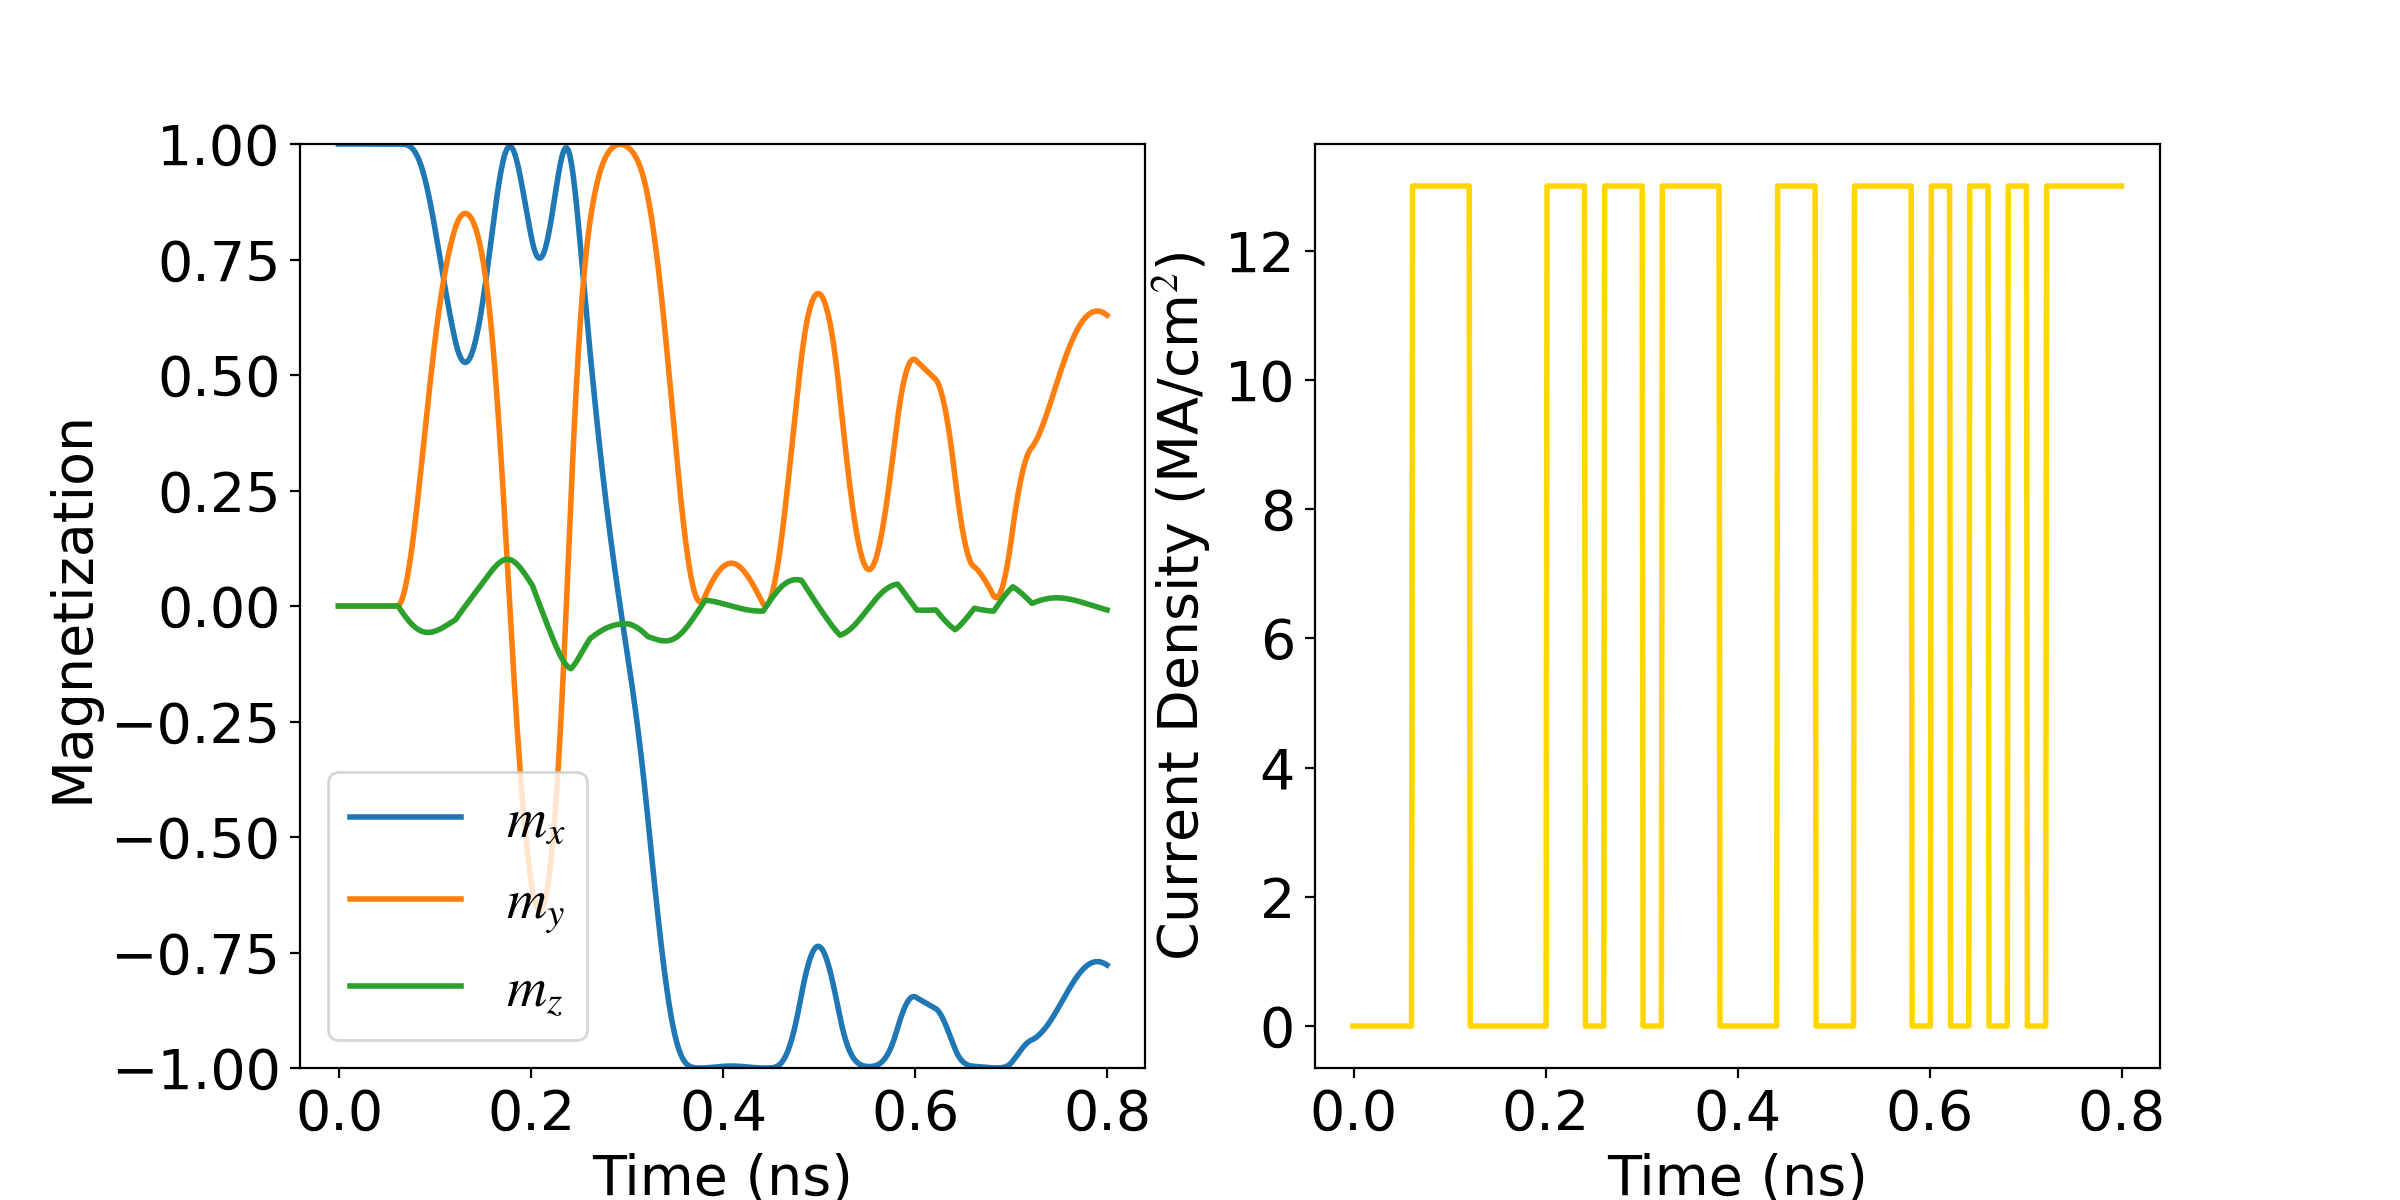 Magnetization
1.00
0.75
0.50
0.25
0.00
−0.25
−0.50
−0.75
−1.00
m_x
m_y
m_z
0.0 0.2 0.4 0.6 0.8
Time (ns)
Current Density (MA/cm²)
12
10
8
6
4
2
0
0.0 0.2 0.4 0.6 0.8
Time (ns)